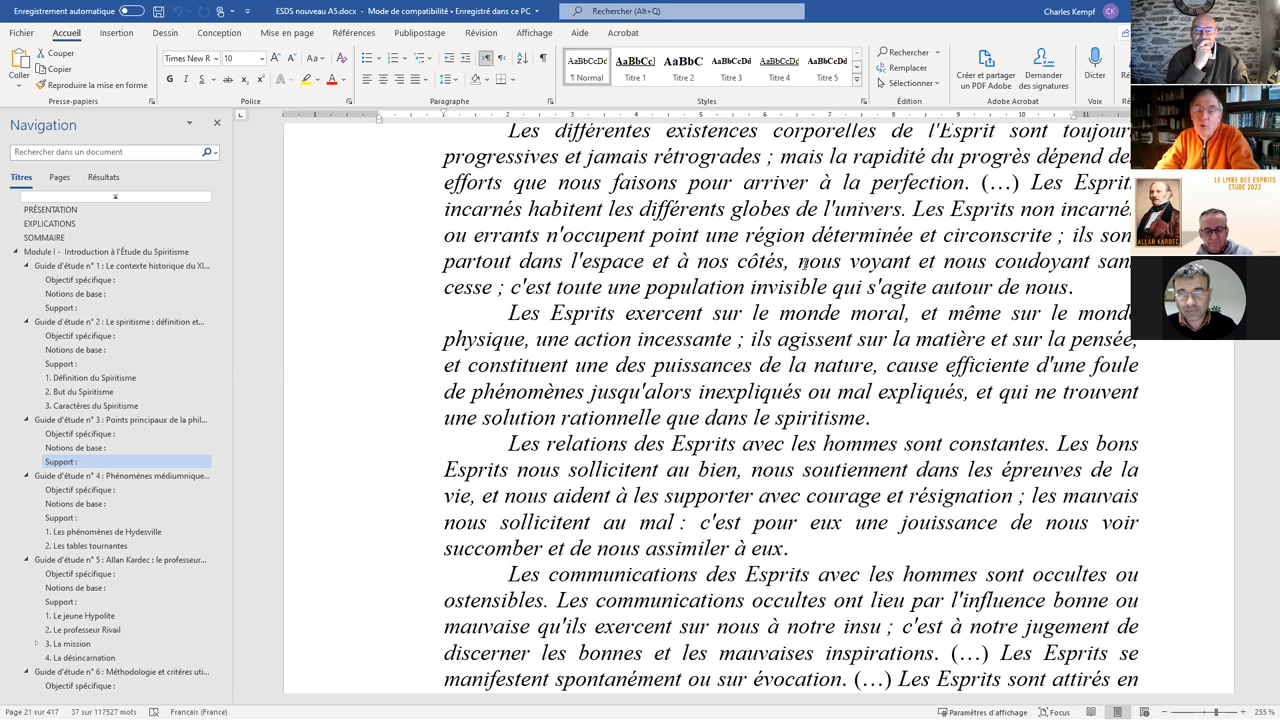 Enregistrement automatique
ESDS nouveau A5.docx - Mode de compatibilité • Enregistré dans ce PC
Rechercher (Alt+Q)
Charles Kempf
CK
Fichier Accueil Insertion Dessin Conception Mise en page Références Publipostage Révision Affichage Aide Acrobat
Coller
Couper
Copier
Reproduire la mise en forme
Presse-papiers
Times New R 10
Police
Paragraphe
AaBbCcDc AaBbCcI AaBbC AaBbCcDc AaBbCcDc AaBbCcDc
¶ Normal Titre 1 Titre 2 Titre 3 Titre 4 Titre 5
Styles
Rechercher
Remplacer
Sélectionner
Édition
Créer et partager un PDF Adobe
Demander des signatures
Adobe Acrobat
Dicter
Voix
Navigation
Rechercher dans un document
Titres Pages Résultats
PRÉSENTATION
EXPLICATIONS
SOMMAIRE
Module I - Introduction à l'Étude du Spiritisme
Guide d'étude n° 1 : Le contexte historique du XI...
Objectif spécifique :
Notions de base :
Support :
Guide d'étude n° 2 : Le spiritisme : définition et...
Objectif spécifique :
Notions de base :
Support :
1. Définition du Spiritisme
2. But du Spiritisme
3. Caractères du Spiritisme
Guide d'étude n° 3 : Points principaux de la phil...
Objectif spécifique :
Notions de base :
Support :
Guide d'étude n° 4 : Phénomènes médiumnique...
Objectif spécifique :
Notions de base :
Support :
1. Les phénomènes de Hydesville
2. Les tables tournantes
Guide d'étude n° 5 : Allan Kardec : le professeur...
Objectif spécifique :
Notions de base :
Support :
1. Le jeune Hypolite
2. Le professeur Rivail
3. La mission
4. La désincarnation
Guide d'étude n° 6 : Méthodologie et critères uti...
Objectif spécifique :
Les différentes existences corporelles de l'Esprit sont toujour
progressives et jamais rétrogrades ; mais la rapidité du progrès dépend de
efforts que nous faisons pour arriver à la perfection. (…) Les Esprit
incarnés habitent les différents globes de l'univers. Les Esprits non incarné
ou errants n'occupent point une région déterminée et circonscrite ; ils son
partout dans l'espace et à nos côtés, nous voyant et nous coudoyant san
cesse ; c'est toute une population invisible qui s'agite autour de nous.
Les Esprits exercent sur le monde moral, et même sur le mond
physique, une action incessante ; ils agissent sur la matière et sur la pensée,
et constituent une des puissances de la nature, cause efficiente d'une foule
de phénomènes jusqu'alors inexpliqués ou mal expliqués, et qui ne trouvent
une solution rationnelle que dans le spiritisme.
Les relations des Esprits avec les hommes sont constantes. Les bons
Esprits nous sollicitent au bien, nous soutiennent dans les épreuves de la
vie, et nous aident à les supporter avec courage et résignation ; les mauvais
nous sollicitent au mal : c'est pour eux une jouissance de nous voir
succomber et de nous assimiler à eux.
Les communications des Esprits avec les hommes sont occultes ou
ostensibles. Les communications occultes ont lieu par l'influence bonne ou
mauvaise qu'ils exercent sur nous à notre insu ; c'est à notre jugement de
discerner les bonnes et les mauvaises inspirations. (…) Les Esprits se
manifestent spontanément ou sur évocation. (…) Les Esprits sont attirés en
LE LIVRE DES ESPRITS
ETUDE 2022
ALLAN KARDEC
Page 21 sur 417 37 sur 117527 mots Français (France)
Paramètres d'affichage Focus 255 %